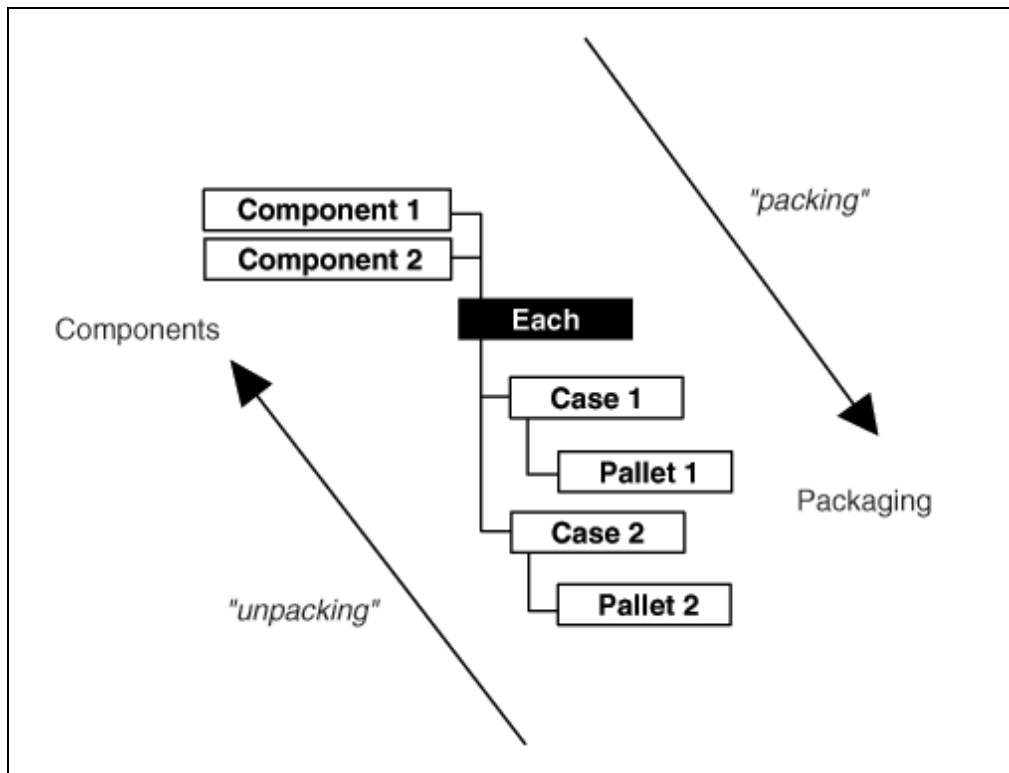 "packing"
Component 1
Component 2
Each
Components
Case 1
Pallet 1
Packaging
Case 2
"unpacking"
Pallet 2